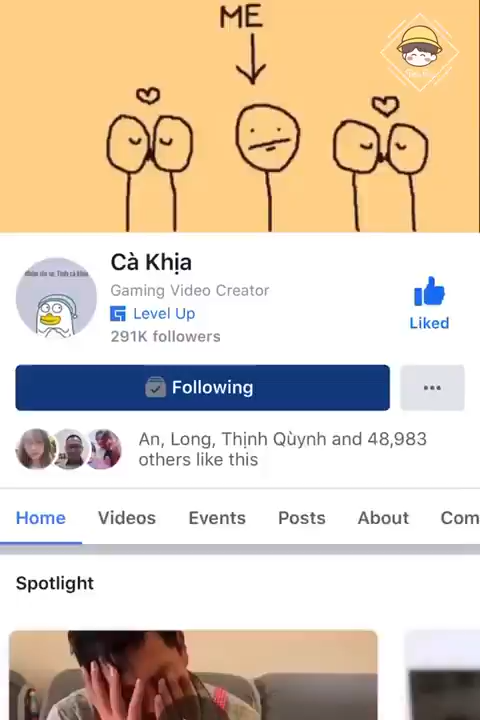 ME
Cà Khịa
Gaming Video Creator
Level Up
291K followers
Liked
Following
An, Long, Thịnh Qùynh and 48,983
others like this
Home Videos Events Posts About Com
Spotlight